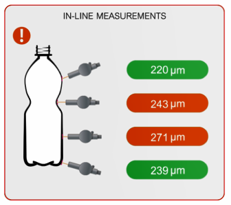 IN-LINE MEASUREMENTS
!
220 µm
243 µm
271 µm
239 µm